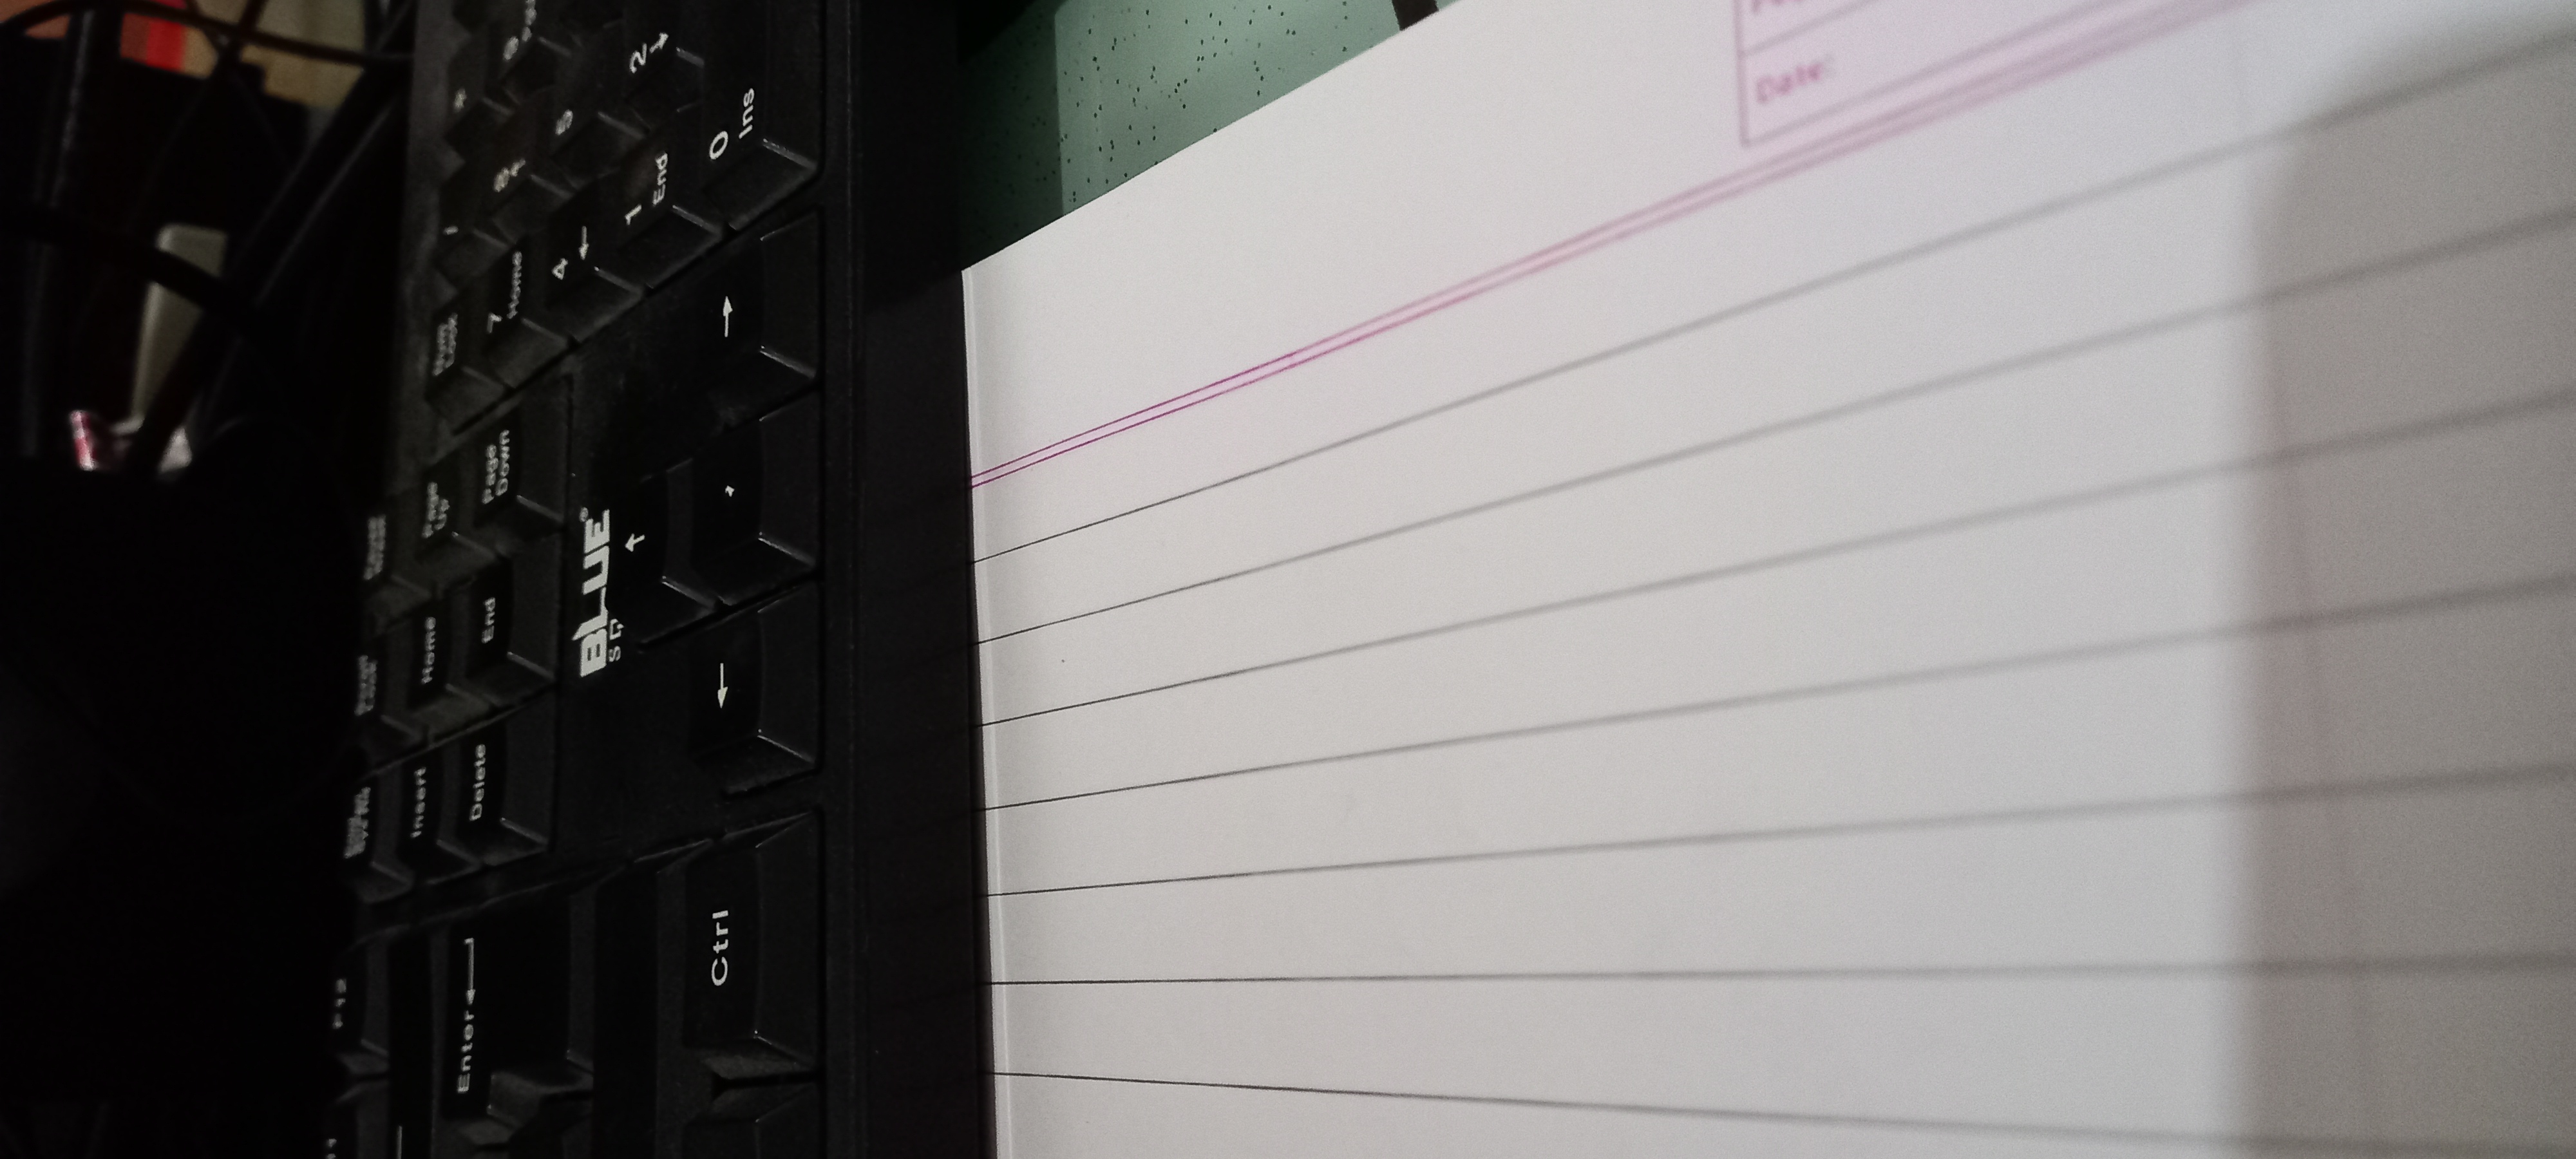 F12
Scroll Lock
Pause Break
Insert Home Page Up Num Lock / *
Enter
Delete End Page Down 7 Home 8 9
BLUE
4 5
1 End 2
Ctrl
0 Ins
Date